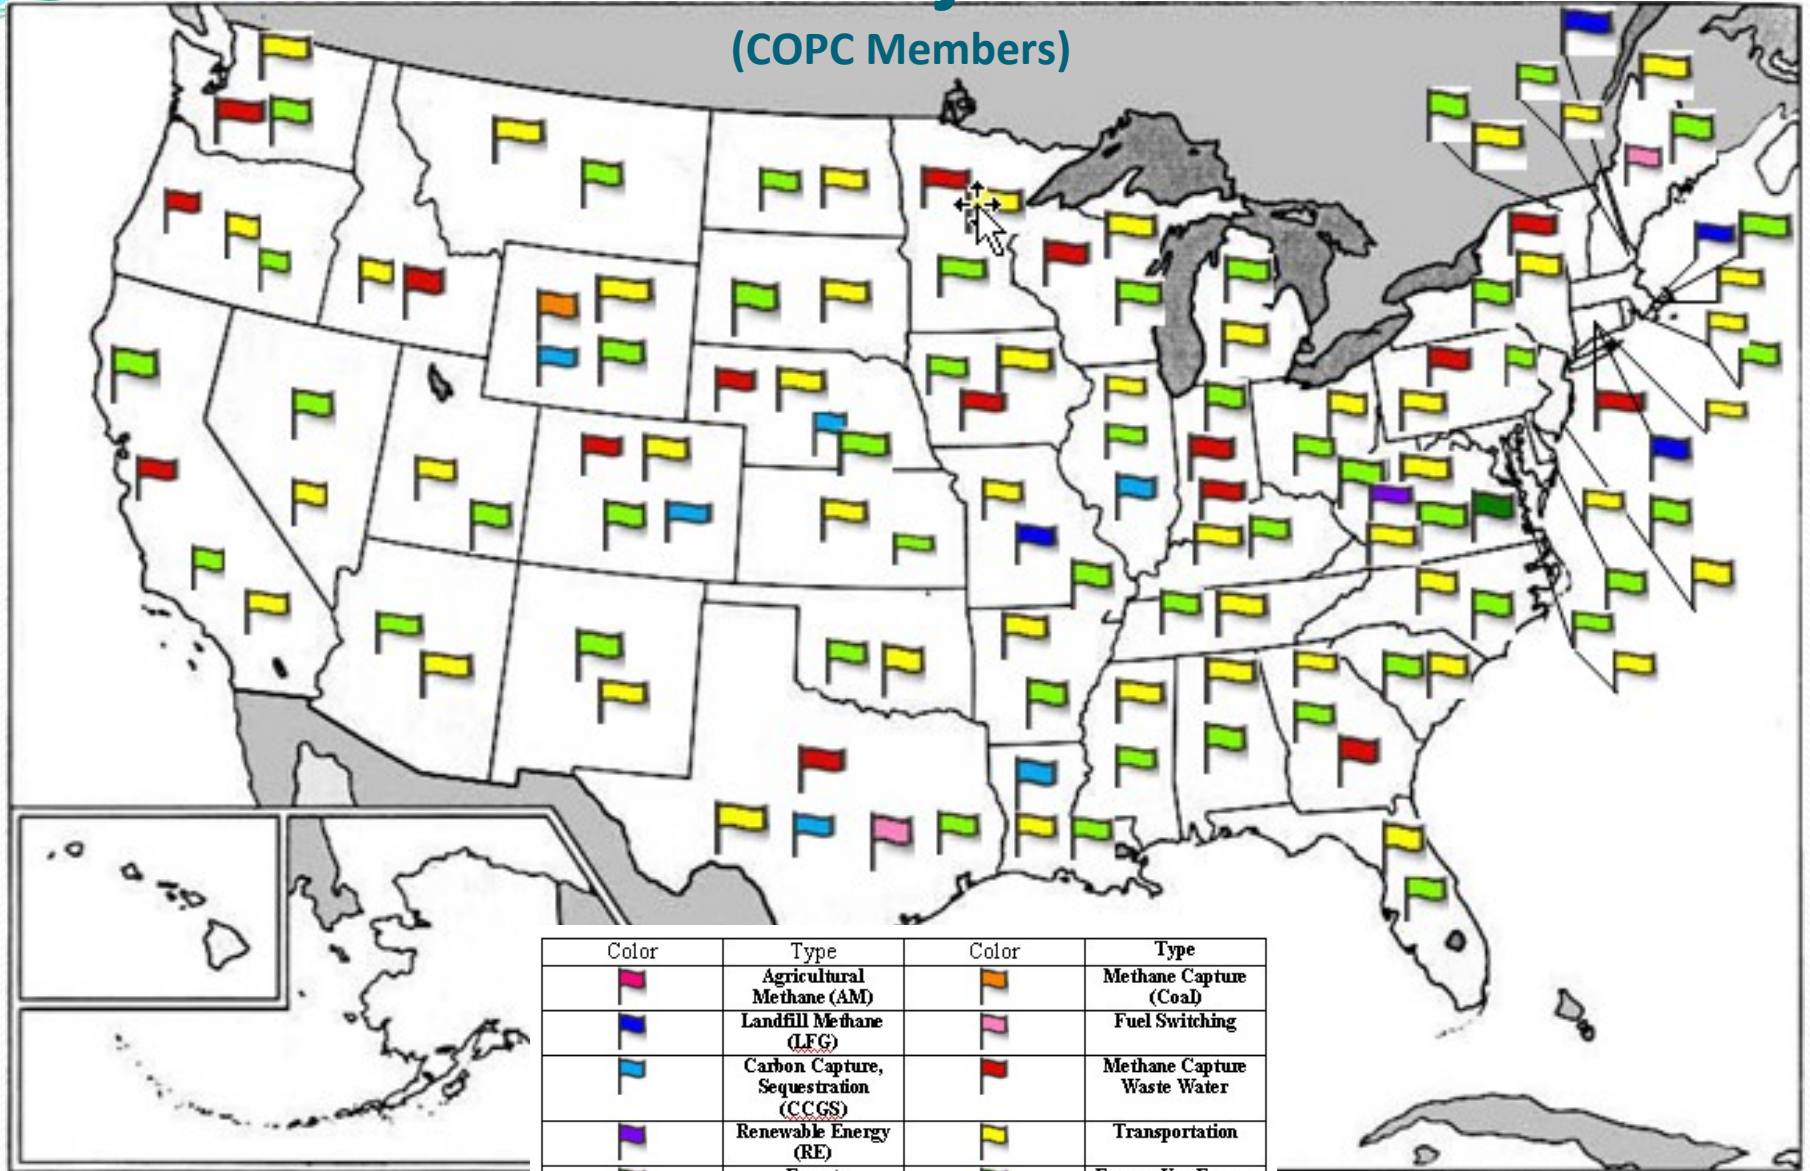 (COPC Members)
Color Type Color Type
Agricultural Methane Capture
Methane (AM) (Coal)
Landfill Methane Fuel Switching
(LFG)
Carbon Capture, Methane Capture
Sequestration Waste Water
(CCGS)
Renewable Energy Transportation
(RE)